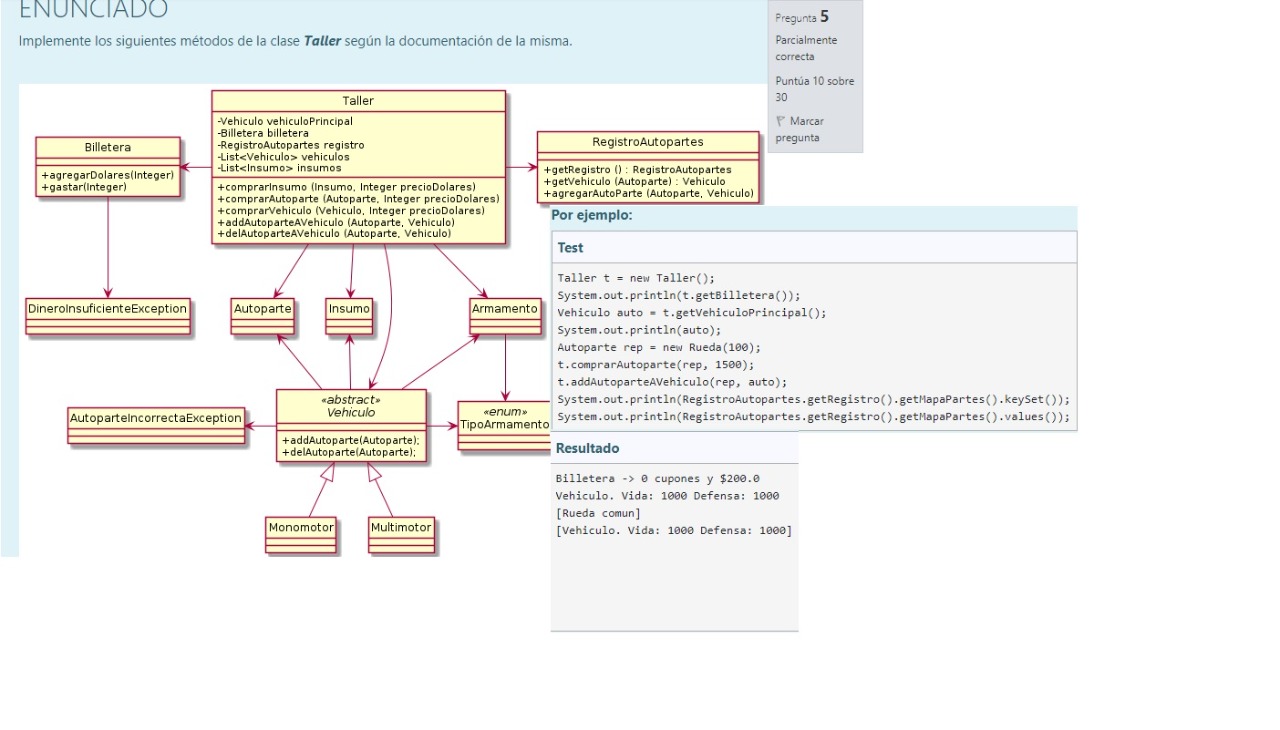 ENUNCIADO
Implemente los siguientes métodos de la clase Taller según la documentación de la misma.
Pregunta 5
Parcialmente
correcta
Puntúa 10 sobre
30
Marcar
pregunta
Taller
-Vehiculo vehiculoPrincipal
-Billetera billetera
-RegistroAutopartes registro
-List<Vehiculo> vehiculos
-List<Insumo> insumos
+comprarInsumo (Insumo, Integer precioDolares)
+comprarAutoparte (Autoparte, Integer precioDolares)
+comprarVehiculo (Vehiculo, Integer precioDolares)
+addAutoparteAVehiculo (Autoparte, Vehiculo)
+delAutoparteAVehiculo (Autoparte, Vehiculo)
Billetera
+agregarDolares(Integer)
+gastar(Integer)
RegistroAutopartes
+getRegistro () : RegistroAutopartes
+getVehiculo (Autoparte) : Vehiculo
+agregarAutoParte (Autoparte, Vehiculo)
DineroInsuficienteException
Autoparte
Insumo
Armamento
AutoparteIncorrectaException
«abstract»
Vehiculo
+addAutoparte(Autoparte);
+delAutoparte(Autoparte);
«enum»
TipoArmamento
Monomotor
Multimotor
Por ejemplo:
Test
Taller t = new Taller();
System.out.println(t.getBilletera());
Vehiculo auto = t.getVehiculoPrincipal();
System.out.println(auto);
Autoparte rep = new Rueda(100);
t.comprarAutoparte(rep, 1500);
t.addAutoparteAVehiculo(rep, auto);
System.out.println(RegistroAutopartes.getRegistro().getMapaPartes().keySet());
System.out.println(RegistroAutopartes.getRegistro().getMapaPartes().values());
Resultado
Billetera -> 0 cupones y $200.0
Vehiculo. Vida: 1000 Defensa: 1000
[Rueda comun]
[Vehiculo. Vida: 1000 Defensa: 1000]